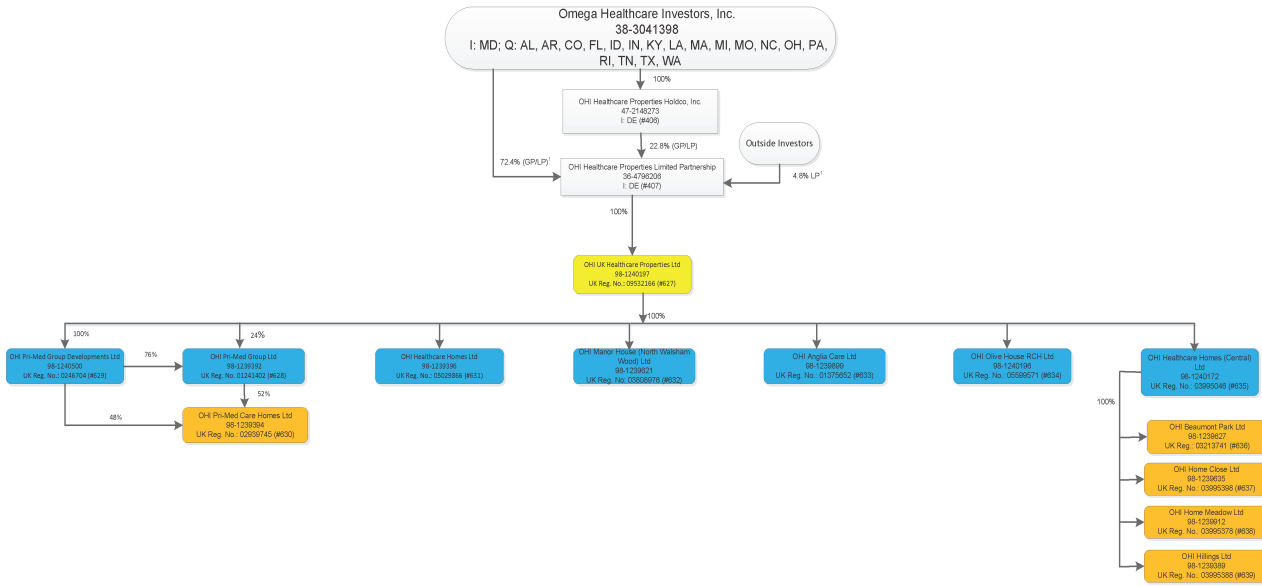 Omega Healthcare Investors, Inc.
38-3041398
I: MD; Q: AL, AR, CO, FL, ID, IN, KY, LA, MA, MI, MO, NC, OH, PA,
RI, TN, TX, WA
100%
OHI Healthcare Properties Holdco, Inc.
47-2148273
I: DE (#406)
22.8% (GP/LP)
Outside Investors
72.4% (GP/LP)¹
4.8% LP¹
OHI Healthcare Properties Limited Partnership
36-4796206
I: DE (#407)
100%
OHI UK Healthcare Properties Ltd
98-1240197
UK Reg. No.: 09532166 (#627)
100%
100%
24%
OHI Pri-Med Group Developments Ltd
98-1240500
UK Reg. No.: 0246704 (#629)
76%
OHI Pri-Med Group Ltd
98-1239392
UK Reg. No. 01241402 (#628)
OHI Healthcare Homes Ltd
98-1239396
UK Reg. No.: 05029866 (#631)
OHI Manor House (North Walsham
Wood) Ltd
98-1239621
UK Reg. No: 03808978 (#632)
OHI Anglia Care Ltd
98-1239899
UK Reg. No.: 01375652 (#633)
OHI Olive House RCH Ltd
98-1240196
UK Reg. No.: 05599571 (#634)
OHI Healthcare Homes (Central)
Ltd
98-1240172
UK Reg. No.: 03995046 (#635)
48%
52%
OHI Pri-Med Care Homes Ltd
98-1239394
UK Reg. No.: 02939745 (#630)
100%
OHI Beaumont Park Ltd
98-1239627
UK Reg.: 03213741 (#636)
OHI Home Close Ltd
98-1239635
UK Reg. No.: 03995398 (#637)
OHI Home Meadow Ltd
98-1239912
UK Reg. No.: 03995378 (#638)
OHI Hillings Ltd
98-1239389
UK Reg. No.: 03995388 (#639)